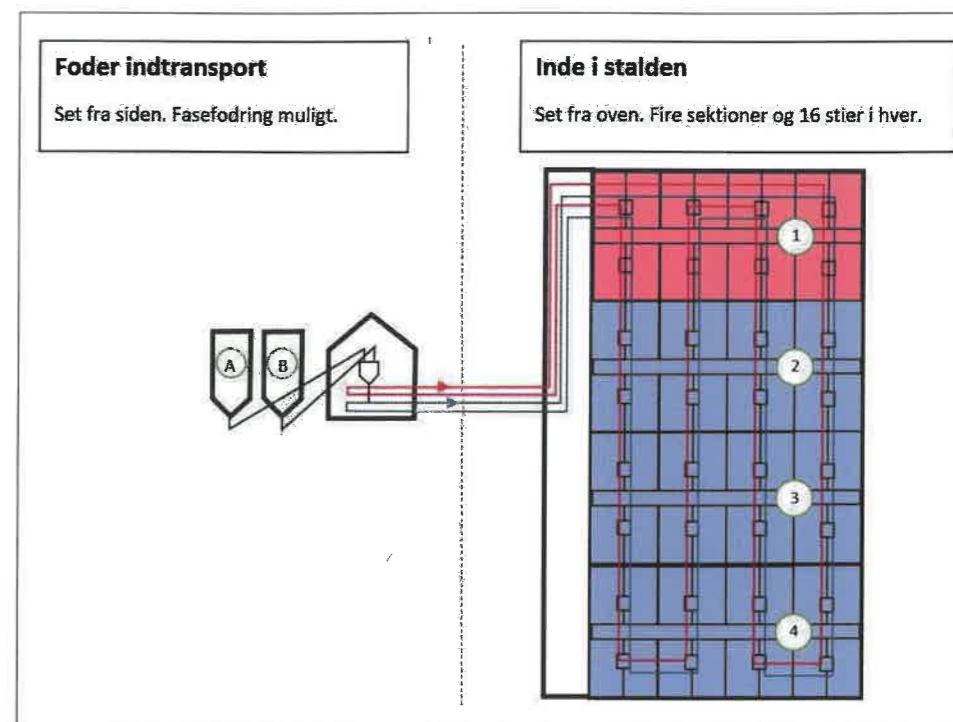 Foder indtransport
Set fra siden. Fasefodring muligt.
Inde i stalden
Set fra oven. Fire sektioner og 16 stier i hver.
1
A
B
2
3
4